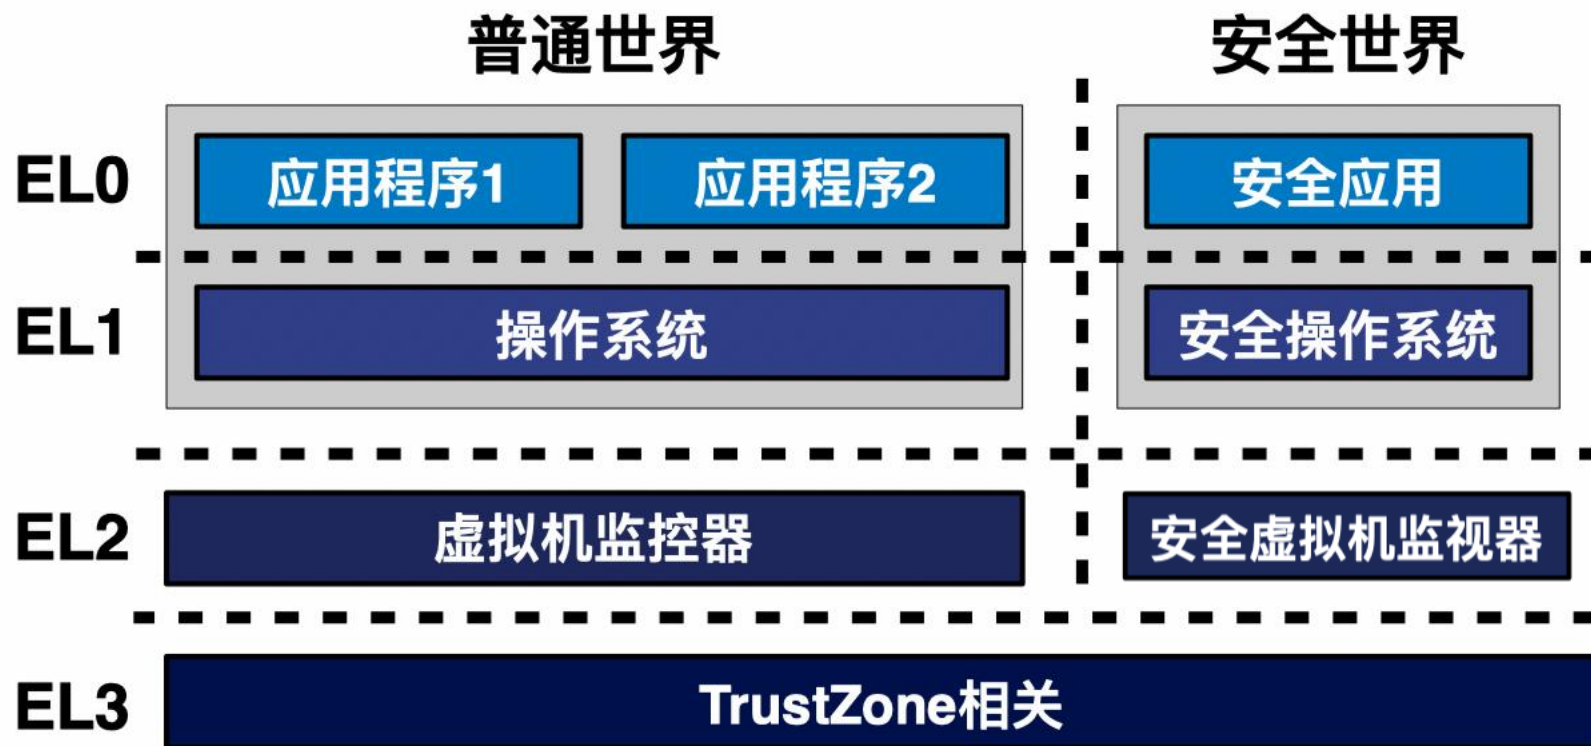 普通世界 安全世界
EL0 应用程序1 应用程序2 安全应用
EL1 操作系统 安全操作系统
EL2 虚拟机监控器 安全虚拟机监视器
EL3 TrustZone相关